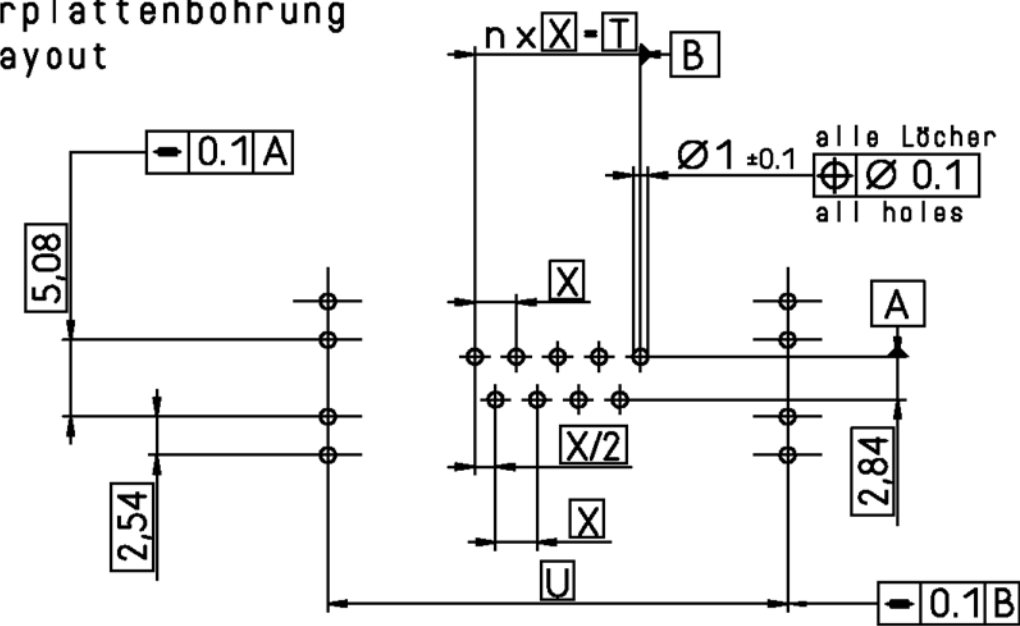 rplattenbohrung
ayout
n x X = T
B
0.1 A
Ø1 ±0.1
alle Löcher
Ø 0.1
all holes
5,08
X
A
X/2
2,84
2,54
X
U
0.1 B